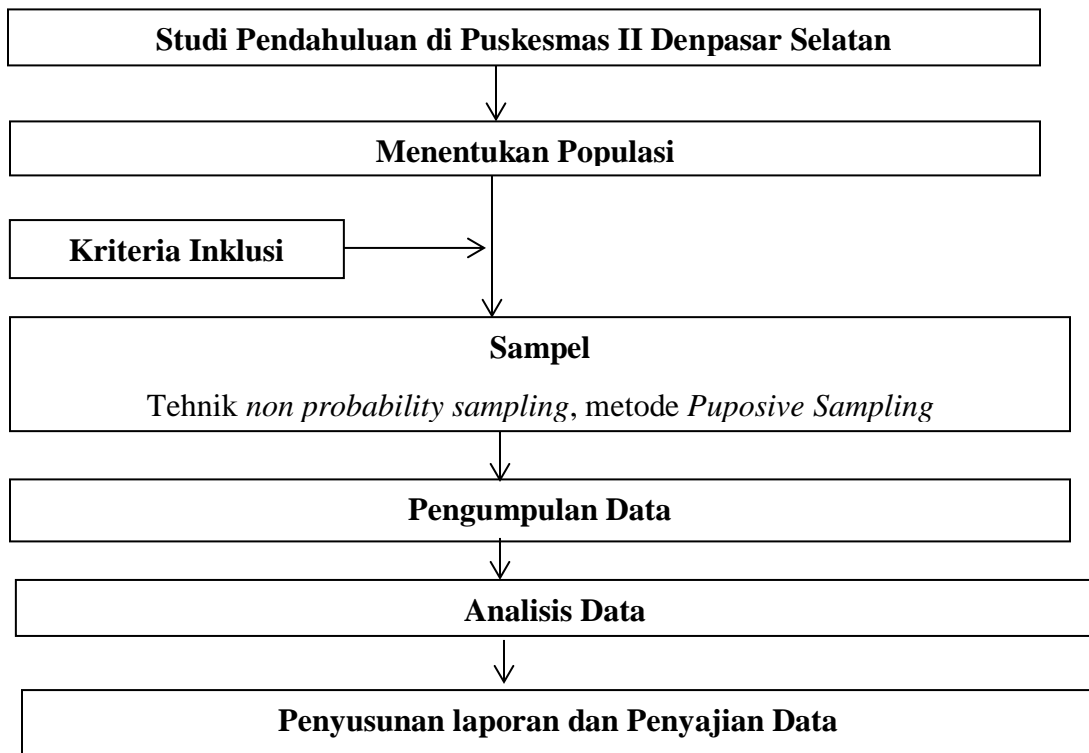 Studi Pendahuluan di Puskesmas II Denpasar Selatan
Menentukan Populasi
Kriteria Inklusi
Sampel
Tehnik non probability sampling, metode Puposive Sampling
Pengumpulan Data
Analisis Data
Penyusunan laporan dan Penyajian Data